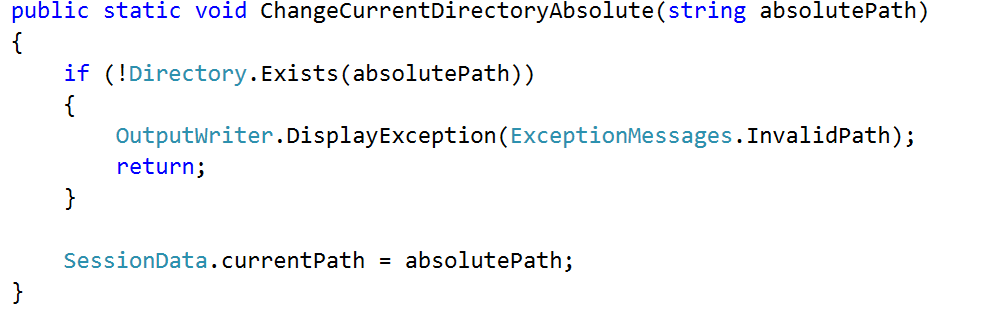 public static void ChangeCurrentDirectoryAbsolute(string absolutePath)
{
    if (!Directory.Exists(absolutePath))
    {
        OutputWriter.DisplayException(ExceptionMessages.InvalidPath);
        return;
    }

    SessionData.currentPath = absolutePath;
}